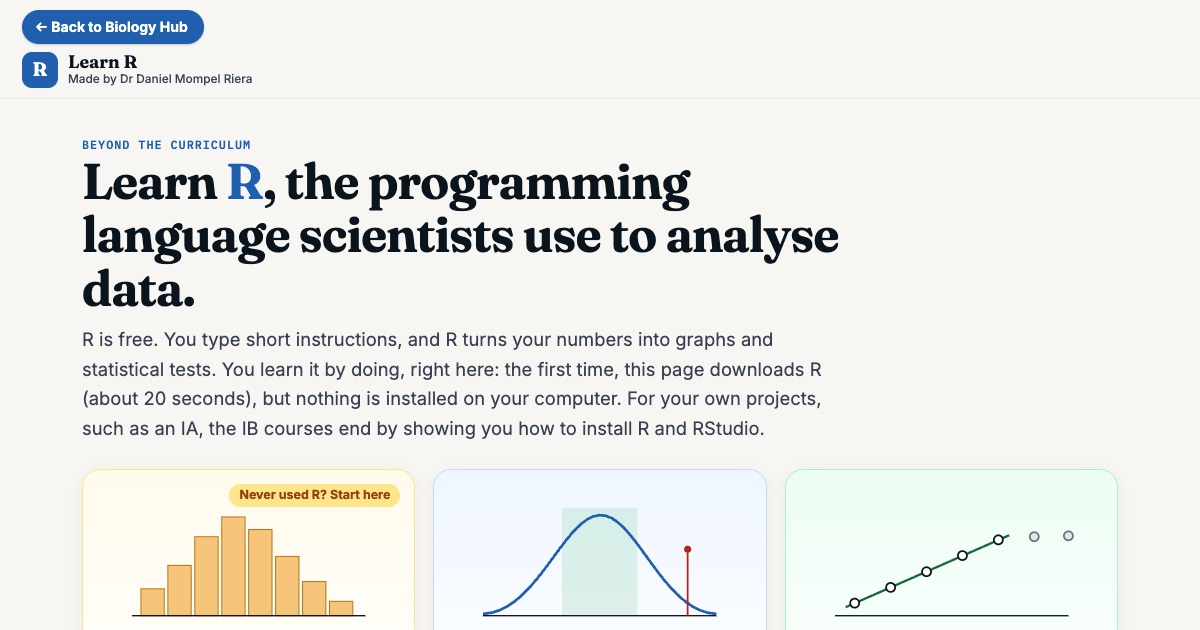 ← Back to Biology Hub
R
Learn R
Made by Dr Daniel Mompel Riera
BEYOND THE CURRICULUM
Learn R, the programming
language scientists use to analyse
data.
R is free. You type short instructions, and R turns your numbers into graphs and
statistical tests. You learn it by doing, right here: the first time, this page downloads R
(about 20 seconds), but nothing is installed on your computer. For your own projects,
such as an IA, the IB courses end by showing you how to install R and RStudio.
Never used R? Start here